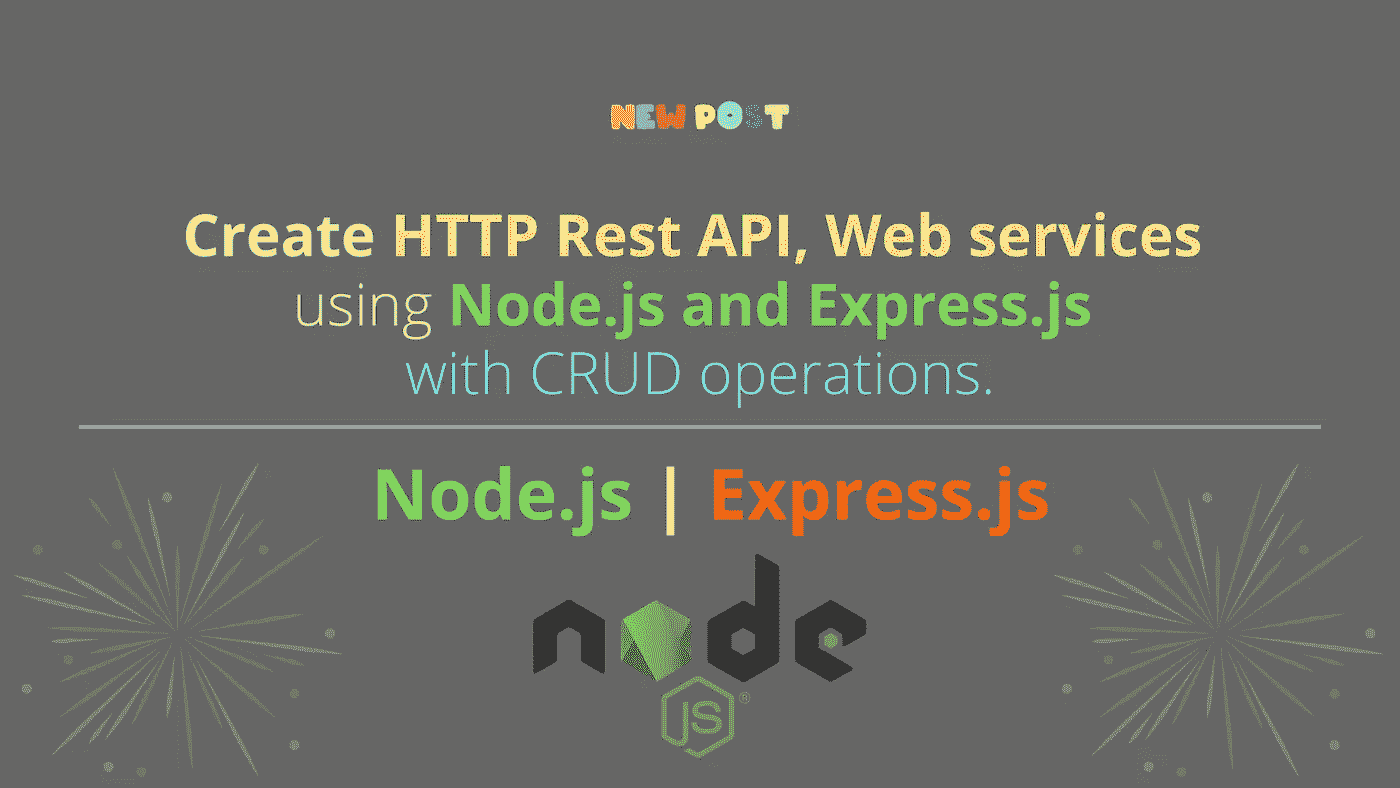 NEW POST
Create HTTP Rest API, Web services
using Node.js and Express.js
with CRUD operations.
Node.js | Express.js
node
JS ®